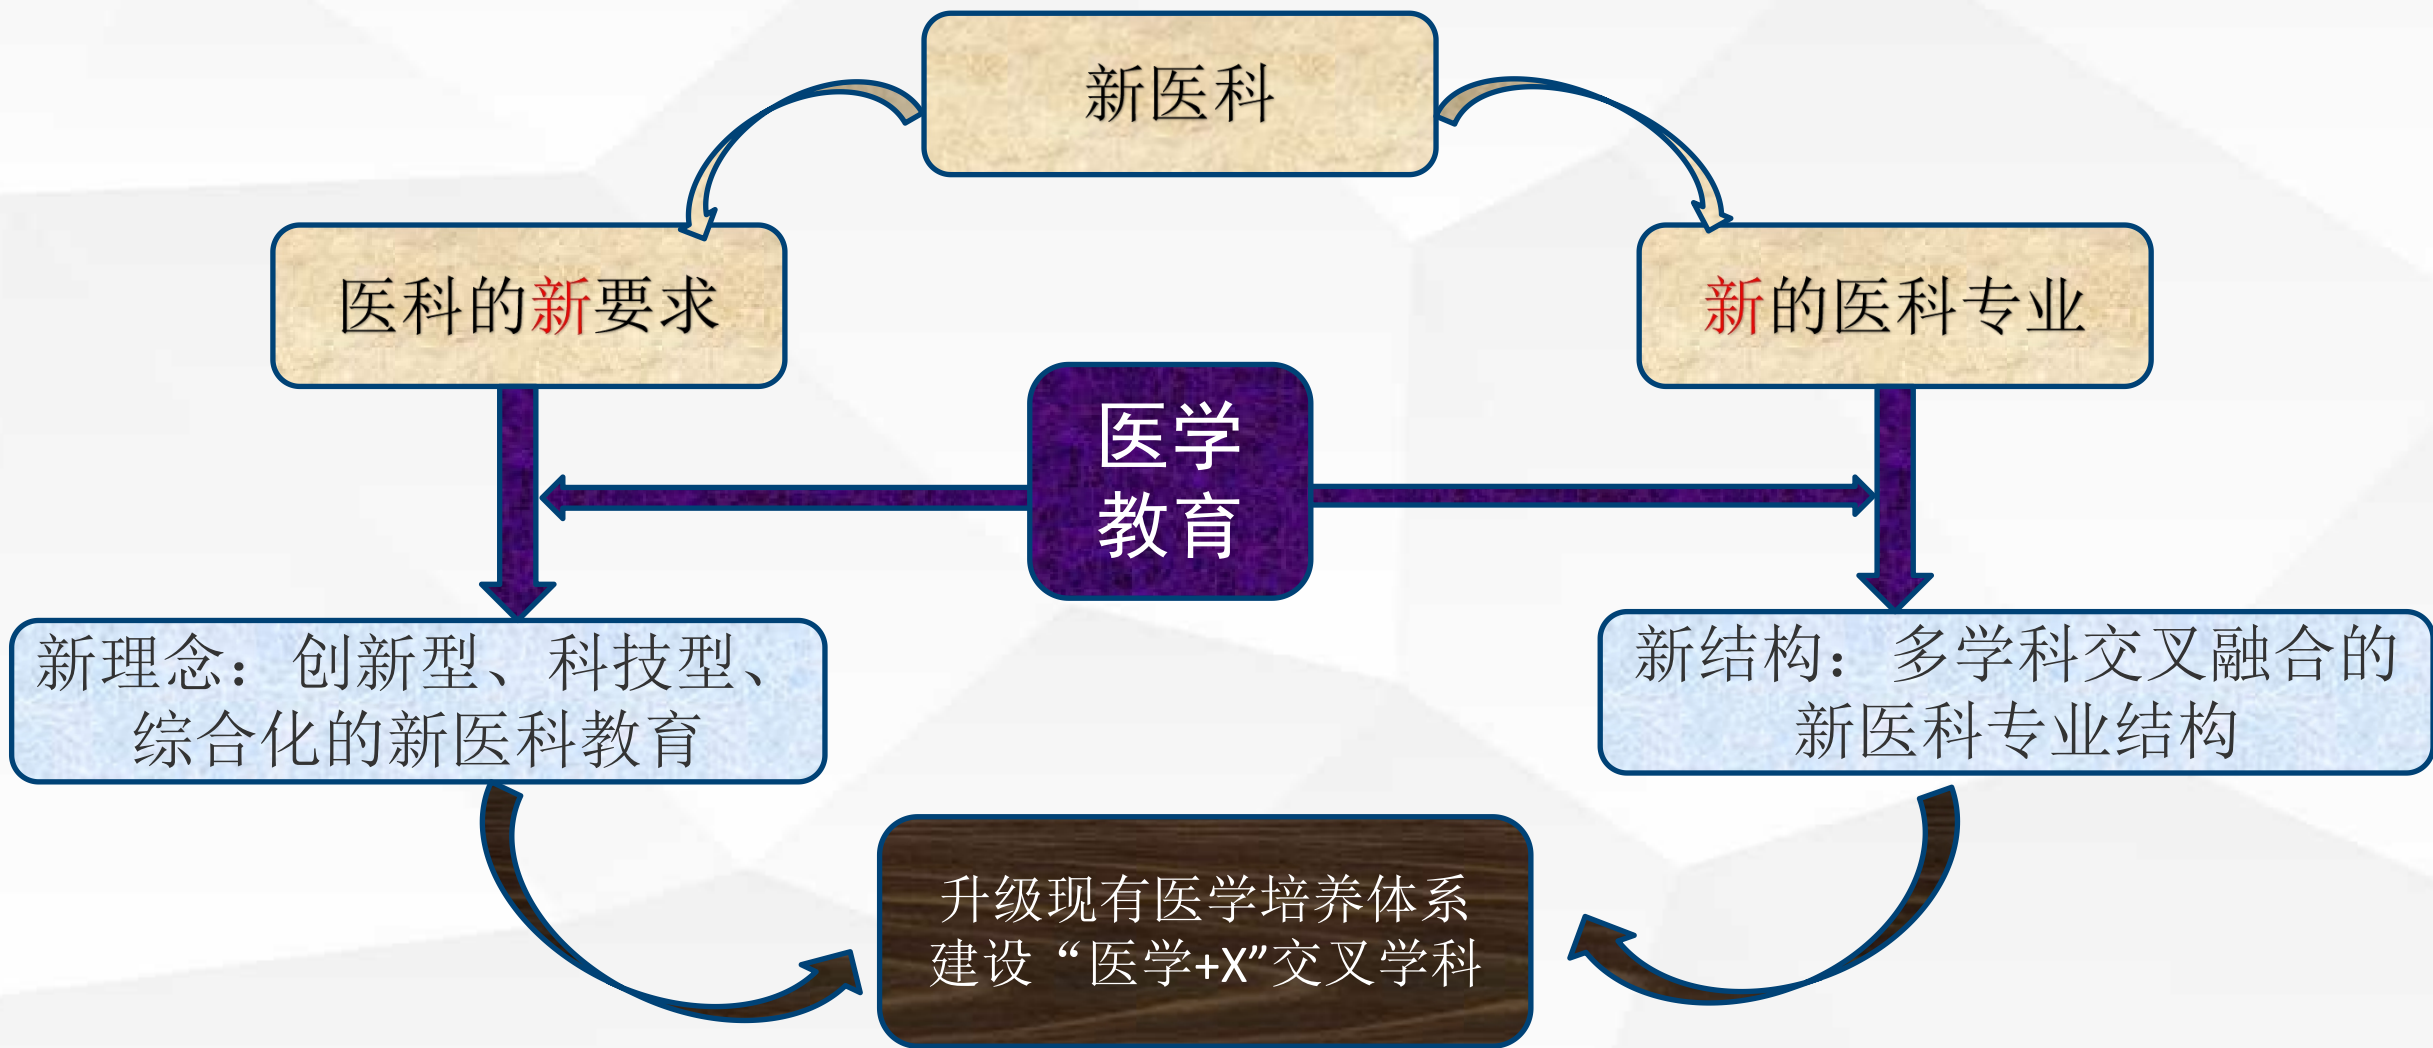 新医科
医科的新要求
新的医科专业
医学
教育
新理念：创新型、科技型、
综合化的新医科教育
新结构：多学科交叉融合的
新医科专业结构
升级现有医学培养体系
建设“医学+X”交叉学科